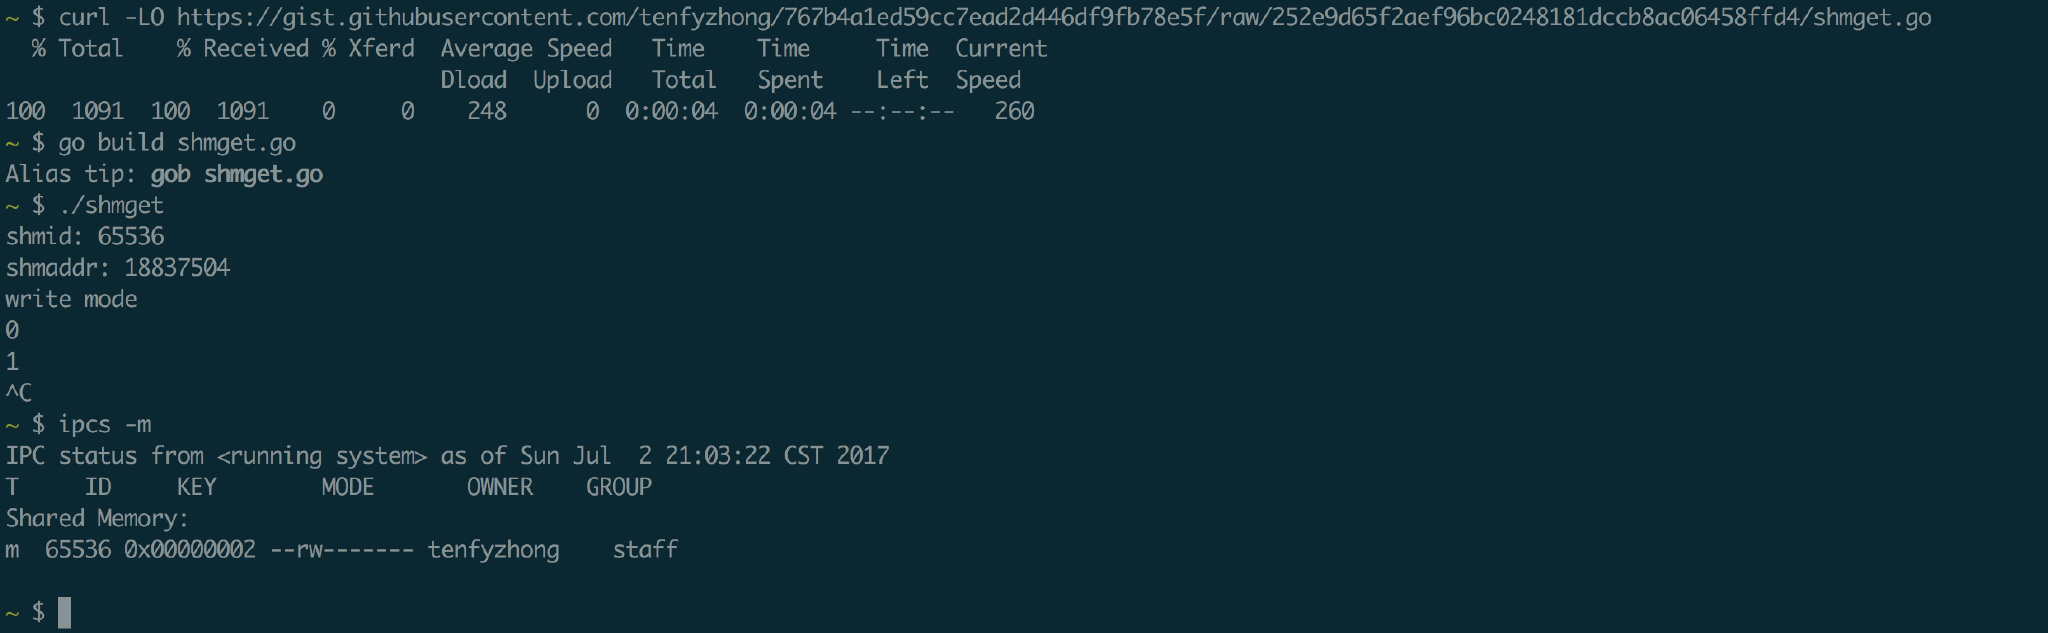 ~ $ curl -LO https://gist.githubusercontent.com/tenfyzhong/767b4a1ed59cc7ead2d446df9fb78e5f/raw/252e9d65f2aef96bc0248181dccb8ac06458ffd4/shmget.go
  % Total    % Received % Xferd  Average Speed   Time    Time     Time  Current
                                 Dload  Upload   Total   Spent    Left  Speed
100  1091  100  1091    0     0    248      0  0:00:04  0:00:04 --:--:--   260
~ $ go build shmget.go
Alias tip: gob shmget.go
~ $ ./shmget
shmid: 65536
shmaddr: 18837504
write mode
0
1
^C
~ $ ipcs -m
IPC status from <running system> as of Sun Jul  2 21:03:22 CST 2017
T     ID     KEY        MODE       OWNER    GROUP
Shared Memory:
m  65536 0x00000002 --rw------- tenfyzhong    staff
~ $